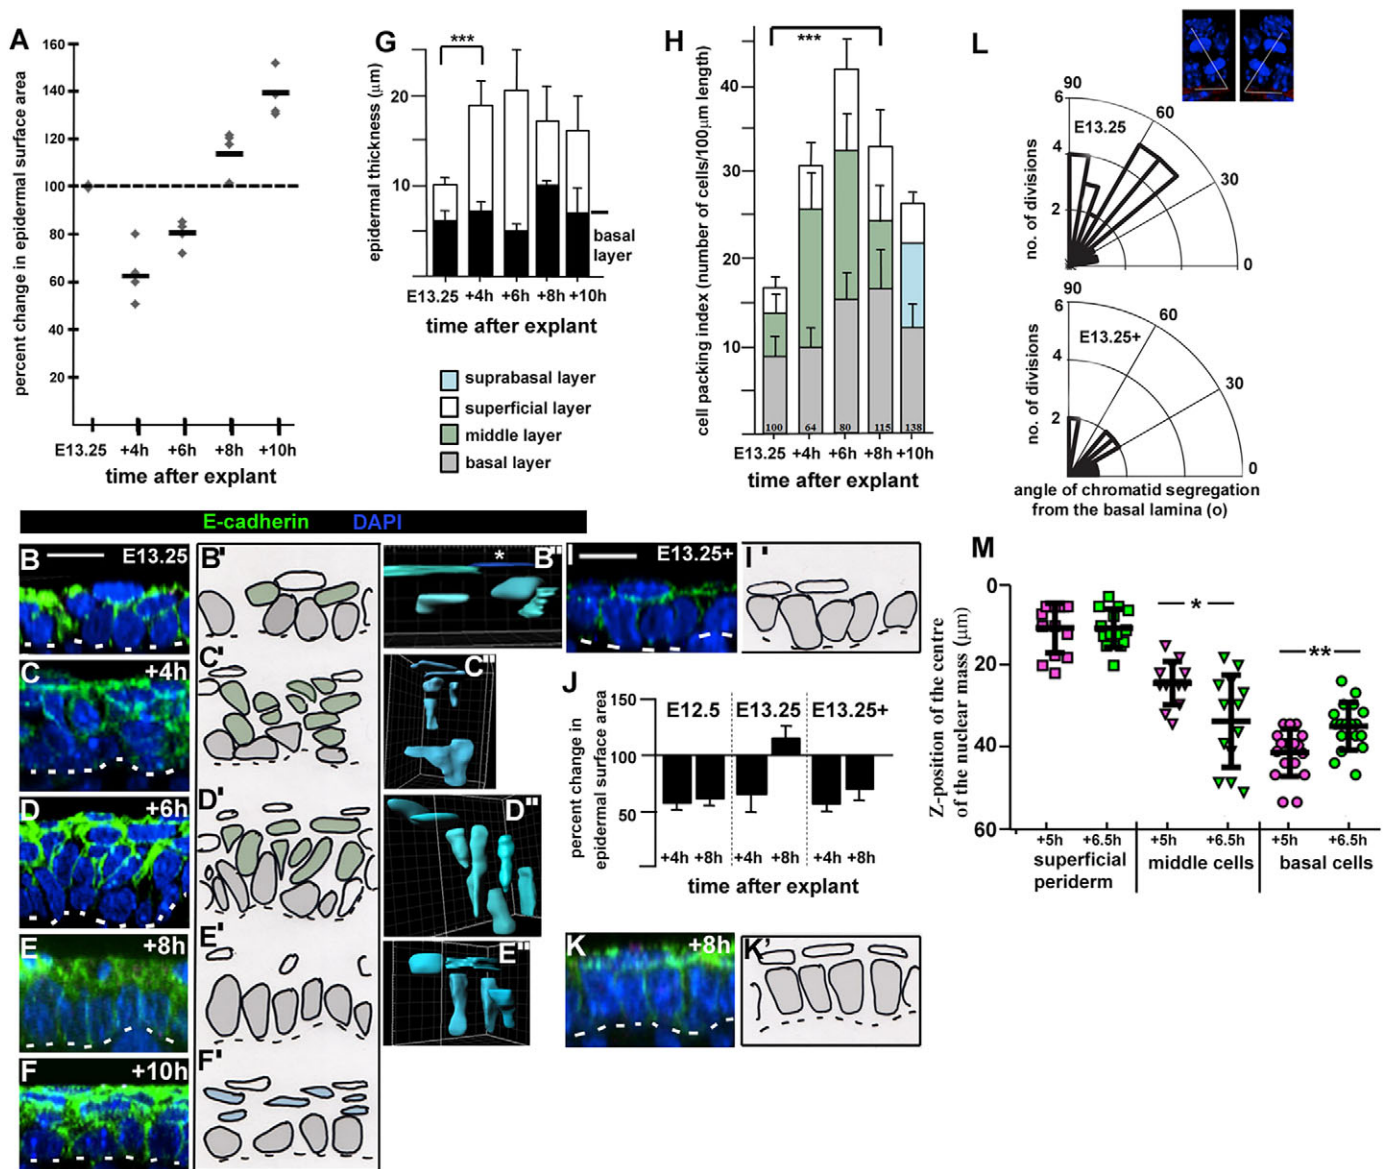 A
160
140
120
100
80
60
40
20
percent change in epidermal surface area
E13.25 +4h +6h +8h +10h
time after explant
G
***
20
10
epidermal thickness (µm)
basal
layer
E13.25 +4h +6h +8h +10h
time after explant
suprabasal layer
superficial layer
middle layer
basal layer
H
***
40
30
20
10
cell packing index (number of cells/100µm length)
100 64 80 115 138
E13.25 +4h +6h +8h +10h
time after explant
L
90
6
60
E13.25
4
30
2
0
no. of divisions
90
6
60
E13.25+
4
30
2
0
no. of divisions
angle of chromatid segregation
from the basal lamina (o)
E-cadherin DAPI
B E13.25
B'
* B"
C +4h
C'
C"
D +6h
D'
D"
E +8h
E'
E"
F +10h
F'
I E13.25+
I'
J
150
100
50
percent change in
epidermal surface area
E12.5 E13.25 E13.25+
+4h +8h +4h +8h +4h +8h
time after explant
K +8h
K'
M
0
20
40
60
Z-position of the centre
of the nuclear mass (µm)
*
**
+5h +6.5h +5h +6.5h +5h +6.5h
superficial
periderm
middle cells
basal cells